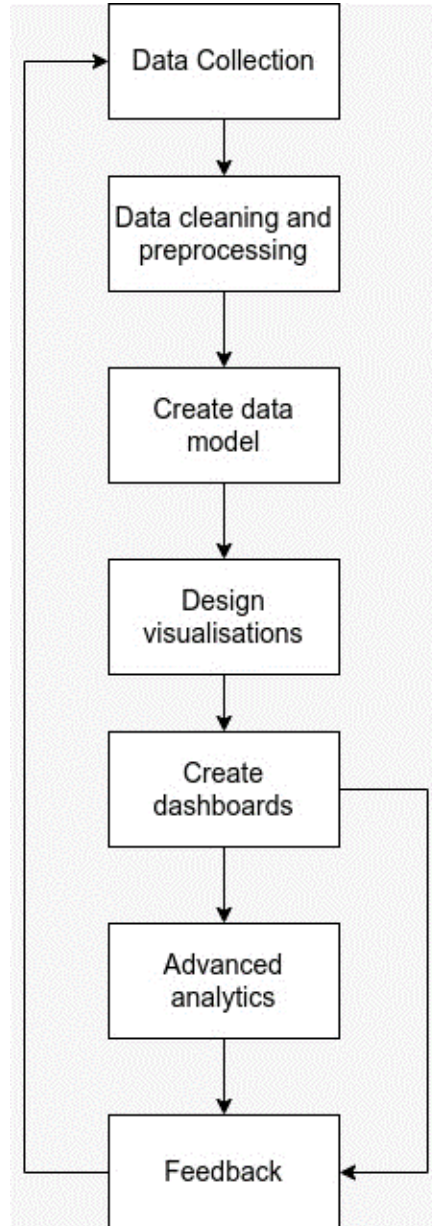 Data Collection
Data cleaning and
preprocessing
Create data
model
Design
visualisations
Create
dashboards
Advanced
analytics
Feedback